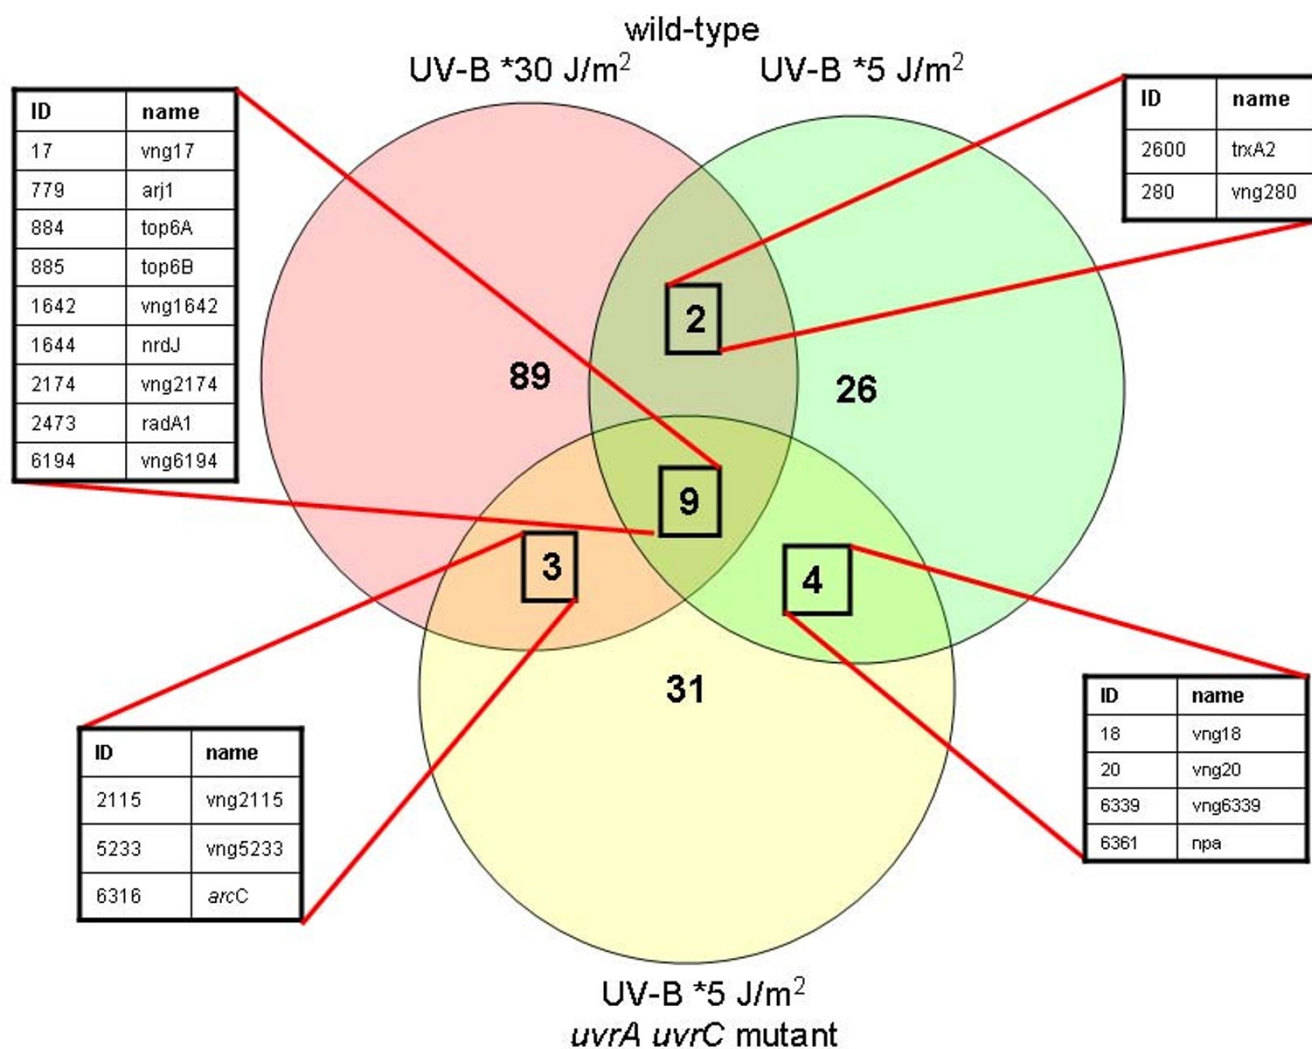 wild-type
UV-B *30 J/m²
UV-B *5 J/m²
ID name
17 vng17
779 arj1
884 top6A
885 top6B
1642 vng1642
1644 nrdJ
2174 vng2174
2473 radA1
6194 vng6194
ID name
2600 trxA2
280 vng280
2
89
26
9
3
4
31
ID name
2115 vng2115
5233 vng5233
6316 arcC
ID name
18 vng18
20 vng20
6339 vng6339
6361 npa
UV-B *5 J/m²
uvrA uvrC mutant